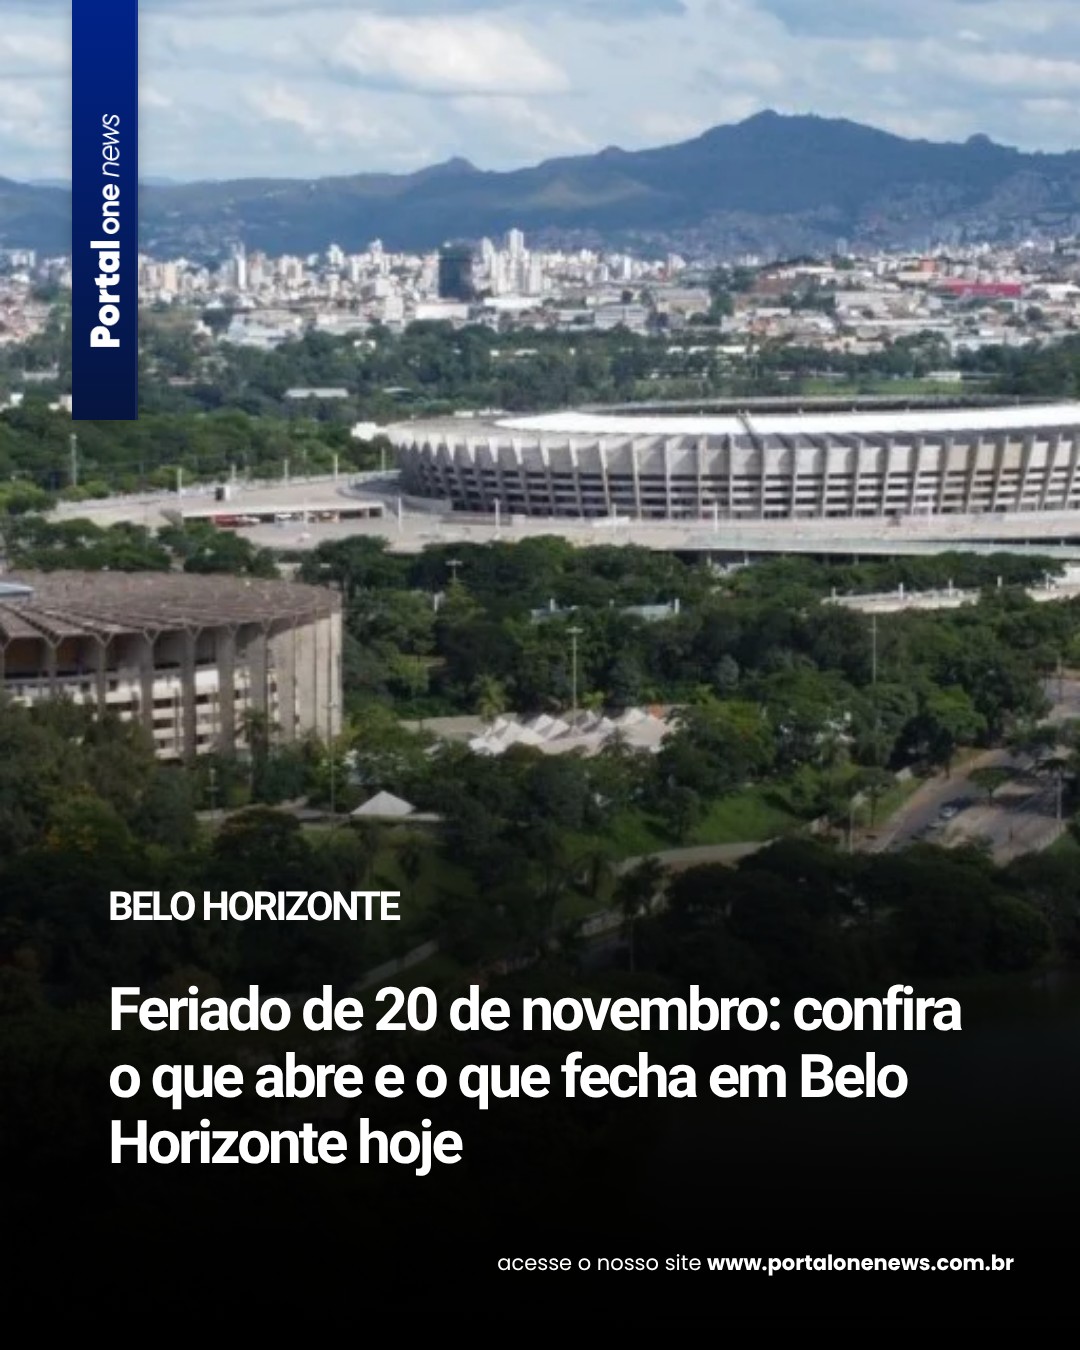 Portal one news
BELO HORIZONTE
Feriado de 20 de novembro: confira
o que abre e o que fecha em Belo
Horizonte hoje
acesse o nosso site www.portalonenews.com.br